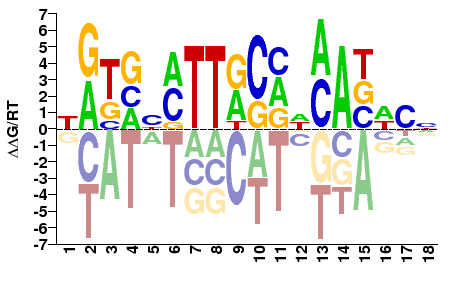 7
6
5
4
3
2
1
0
-1
-2
-3
-4
-5
-6
-7
ΔΔG/RT
T G
G A C T
T G C A
G C A T
C A
A C G T
T A C G
T A C G
G A T C
C G A T
C A G T
A T C
A C G T
A C G T
T G C A
A T C G
C T A G
C
1 2 3 4 5 6 7 8 9 10 11 12 13 14 15 16 17 18